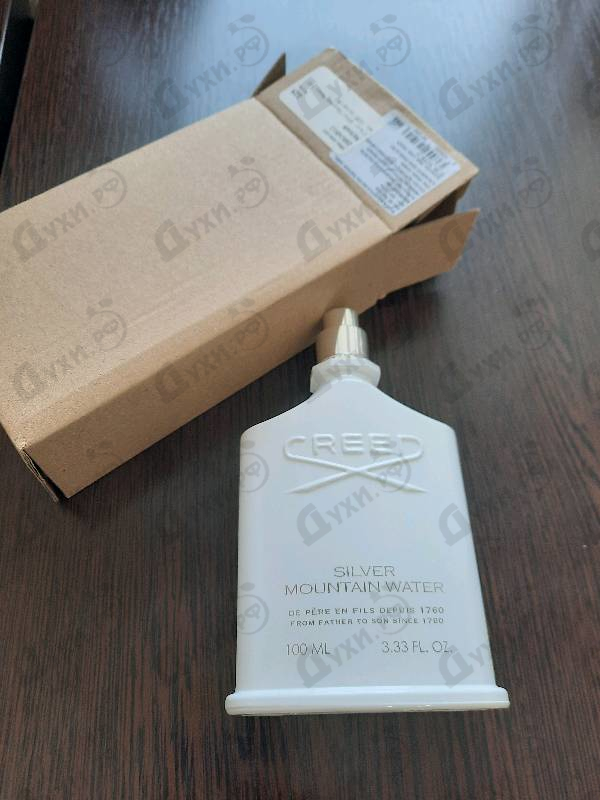 CREED
SILVER
MOUNTAIN WATER
DE PÈRE EN FILS DEPUIS 1760
FROM FATHER TO SON SINCE 1760
100 ML 3.33 FL. OZ.
Духи.РФ